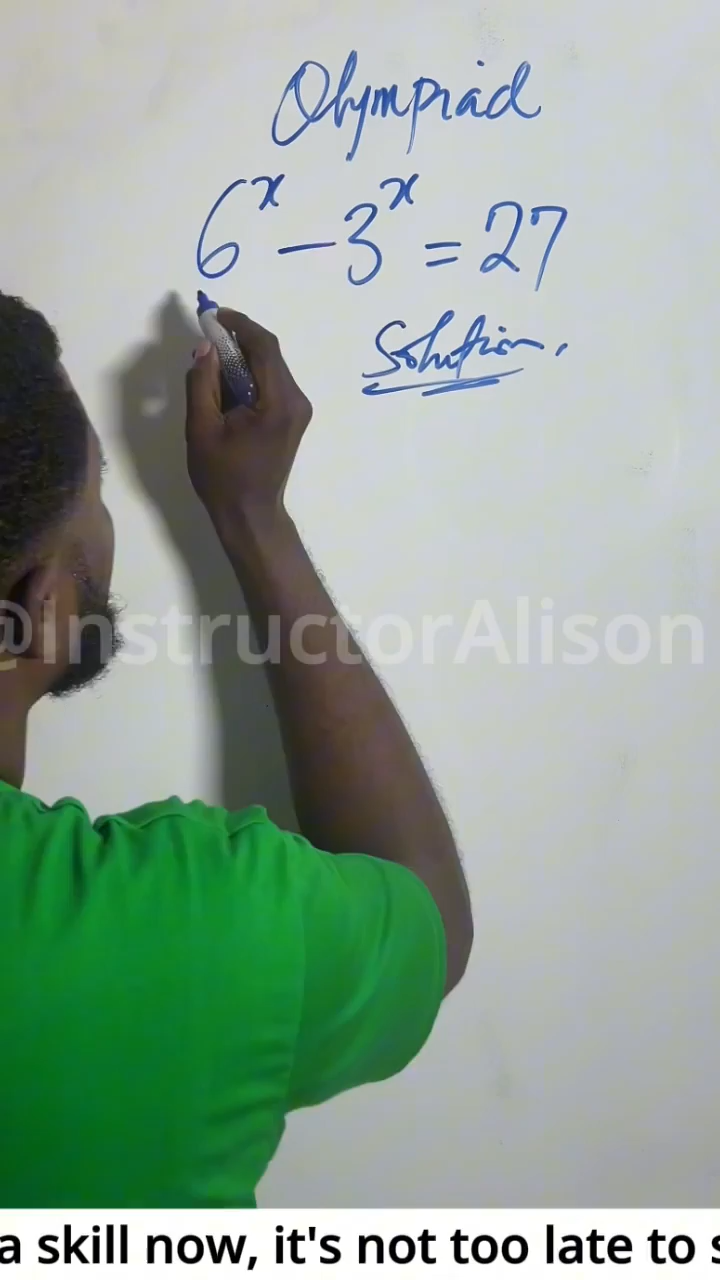 Olympiad
6^x - 3^x = 27
Solution,
@InstructorAlison
a skill now, it's not too late to s